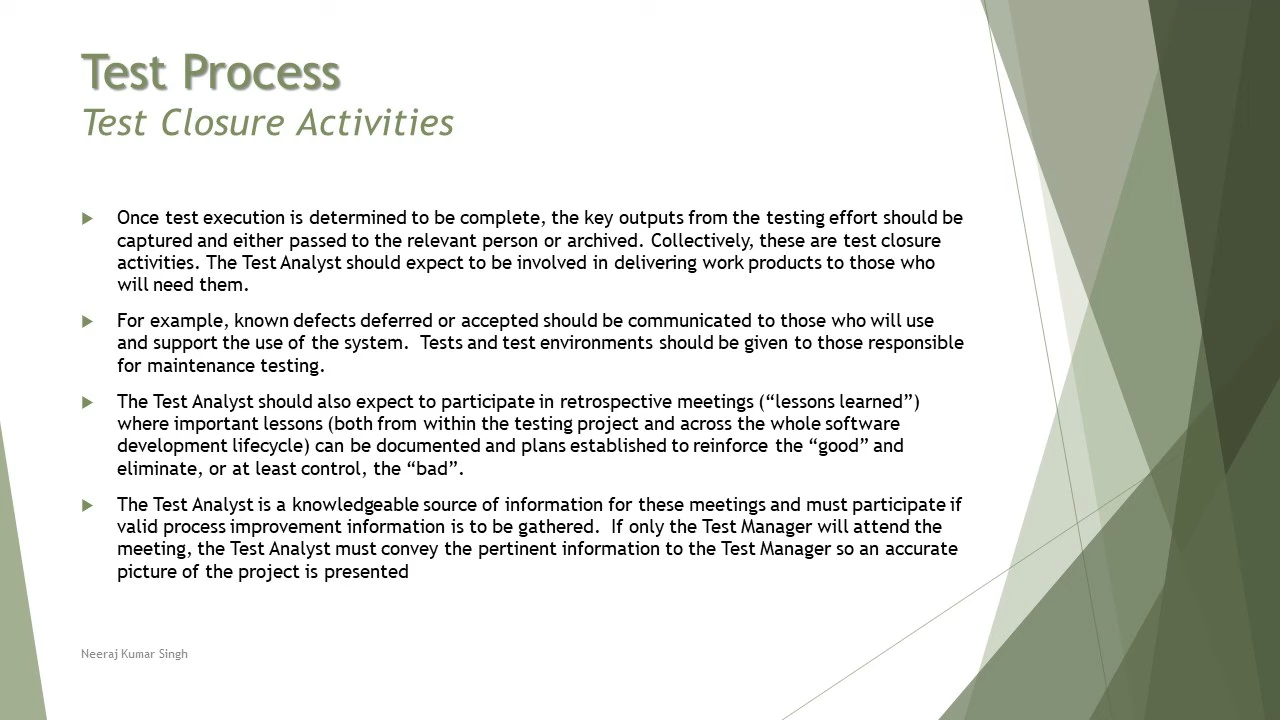 Test Process
Test Closure Activities
Once test execution is determined to be complete, the key outputs from the testing effort should be
captured and either passed to the relevant person or archived. Collectively, these are test closure
activities. The Test Analyst should expect to be involved in delivering work products to those who
will need them.
For example, known defects deferred or accepted should be communicated to those who will use
and support the use of the system.  Tests and test environments should be given to those responsible
for maintenance testing.
The Test Analyst should also expect to participate in retrospective meetings (“lessons learned”)
where important lessons (both from within the testing project and across the whole software
development lifecycle) can be documented and plans established to reinforce the “good” and
eliminate, or at least control, the “bad”.
The Test Analyst is a knowledgeable source of information for these meetings and must participate if
valid process improvement information is to be gathered.  If only the Test Manager will attend the
meeting, the Test Analyst must convey the pertinent information to the Test Manager so an accurate
picture of the project is presented
Neeraj Kumar Singh